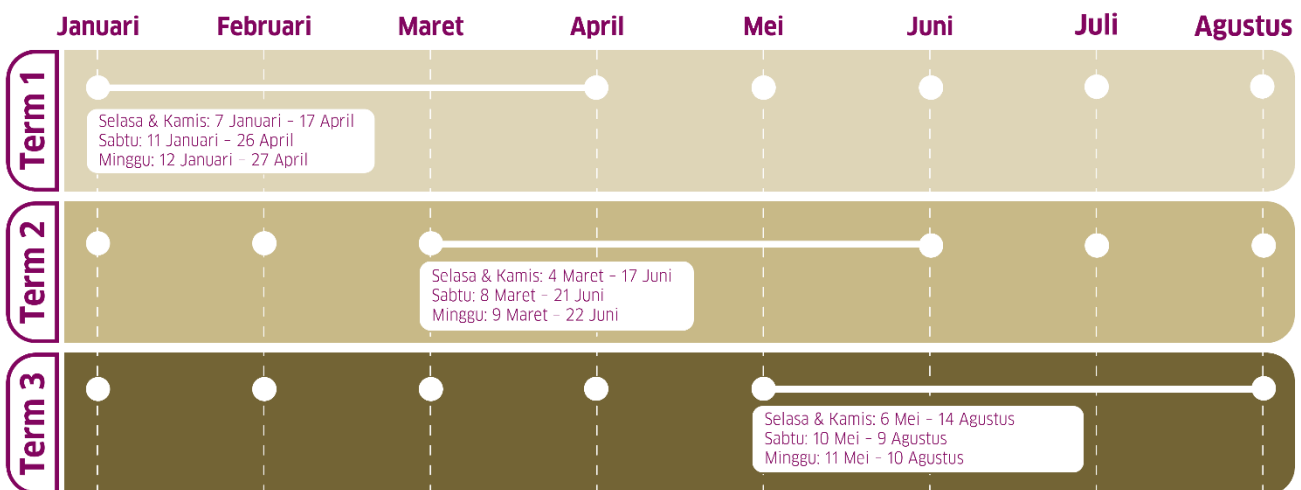 Januari Februari Maret April Mei Juni Juli Agustus
Term 1
Selasa & Kamis: 7 Januari - 17 April
Sabtu: 11 Januari - 26 April
Minggu: 12 Januari - 27 April
Term 2
Selasa & Kamis: 4 Maret - 17 Juni
Sabtu: 8 Maret - 21 Juni
Minggu: 9 Maret - 22 Juni
Term 3
Selasa & Kamis: 6 Mei - 14 Agustus
Sabtu: 10 Mei - 9 Agustus
Minggu: 11 Mei - 10 Agustus